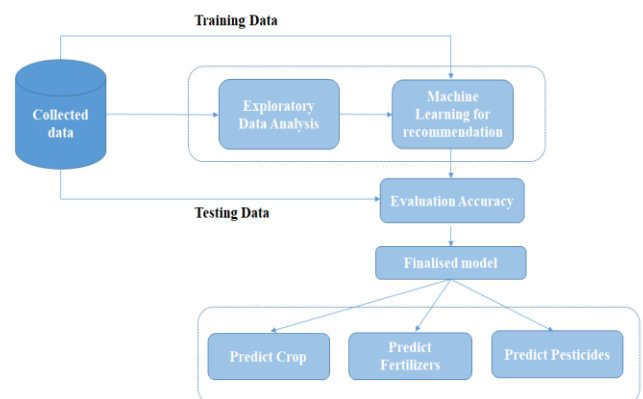 Training Data
Collected
data
Exploratory
Data Analysis
Machine
Learning for
recommendation
Evaluation Accuracy
Testing Data
Finalised model
Predict Crop
Predict
Fertilizers
Predict Pesticides